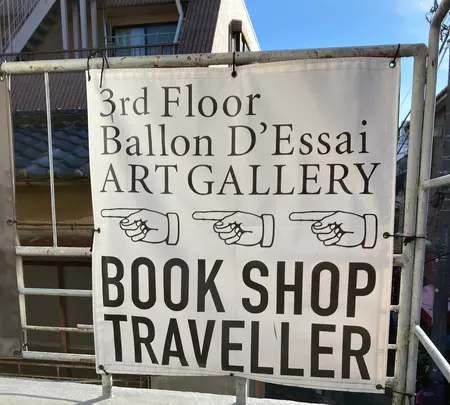 3rd Floor
Ballon D'Essai
ART GALLERY
BOOK SHOP
TRAVELLER